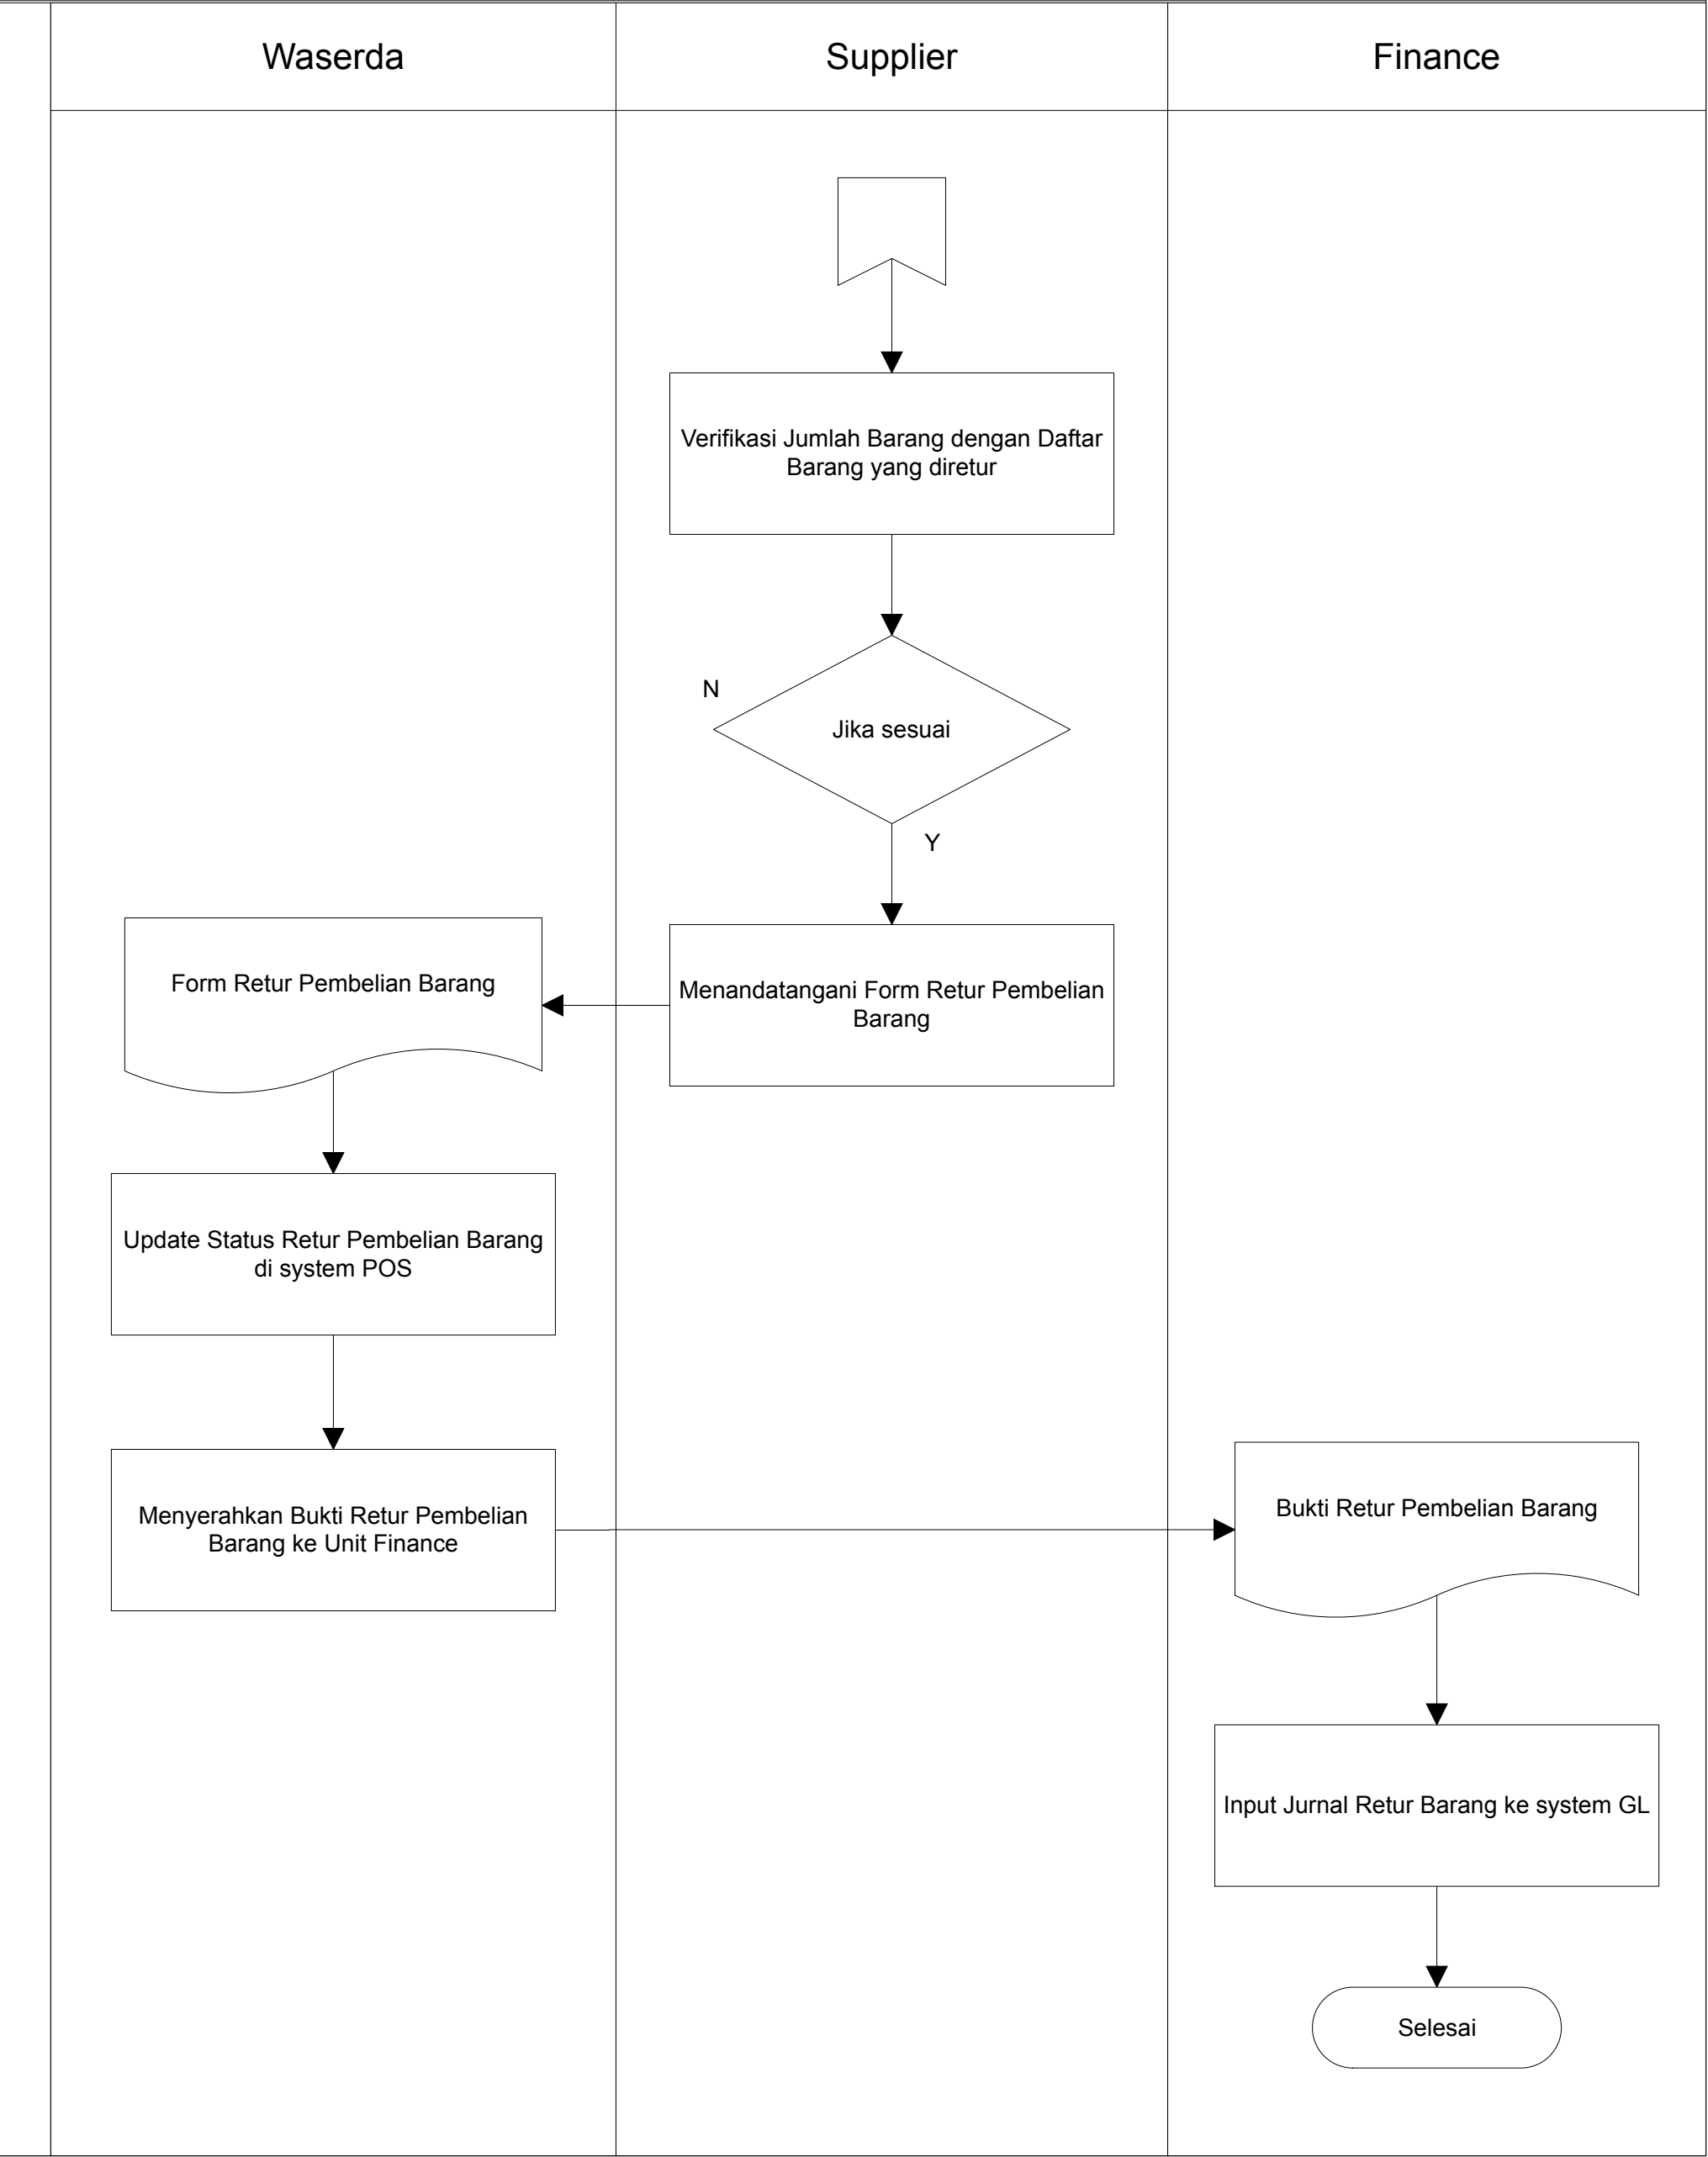 Waserda
Supplier
Finance
Verifikasi Jumlah Barang dengan Daftar
Barang yang diretur
N
Jika sesuai
Y
Form Retur Pembelian Barang
Menandatangani Form Retur Pembelian
Barang
Update Status Retur Pembelian Barang
di system POS
Menyerahkan Bukti Retur Pembelian
Barang ke Unit Finance
Bukti Retur Pembelian Barang
Input Jurnal Retur Barang ke system GL
Selesai